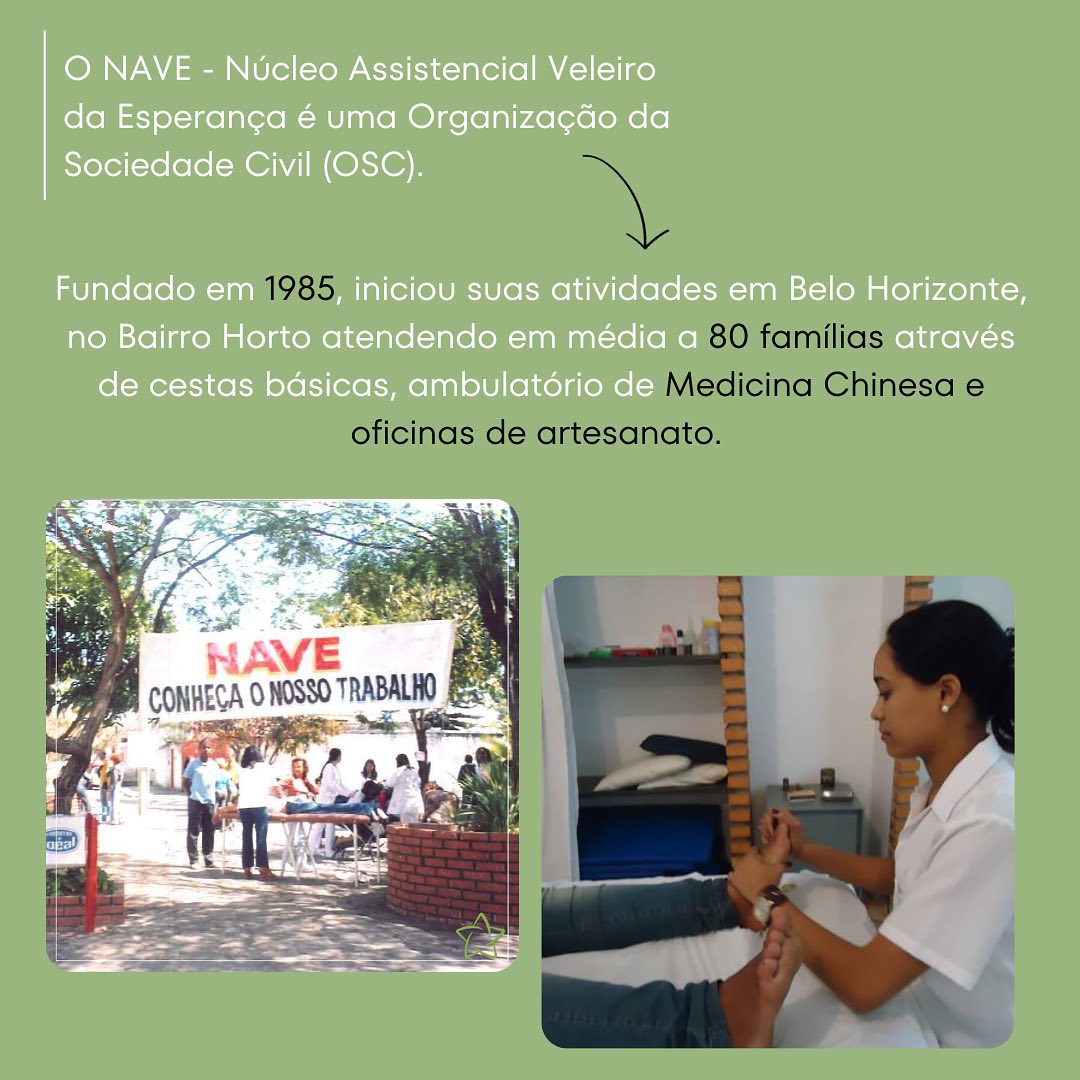 O NAVE - Núcleo Assistencial Veleiro
da Esperança é uma Organização da
Sociedade Civil (OSC).
Fundado em 1985, iniciou suas atividades em Belo Horizonte,
no Bairro Horto atendendo em média a 80 famílias através
de cestas básicas, ambulatório de Medicina Chinesa e
oficinas de artesanato.
NAVE
CONHEÇA O NOSSO TRABALHO